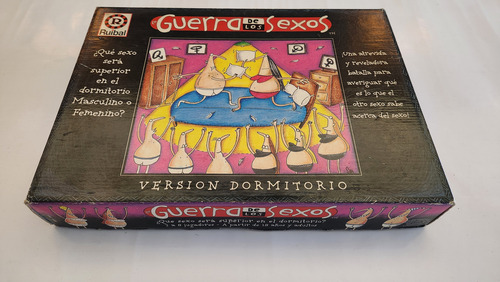 Ruibal
Guerra DE LOS Sexos
¿Qué sexo
será
superior
en el
dormitorio
Masculino o
Femenino?
¡Una atrevida
y reveladora
batalla para
averiguar qué
es lo que el
otro sexo sabe
acerca del sexo!
VERSION DORMITORIO
Guerra DE LOS Sexos
¿Qué sexo será superior en el dormitorio?
jugadores - A partir de 18 años y adultos